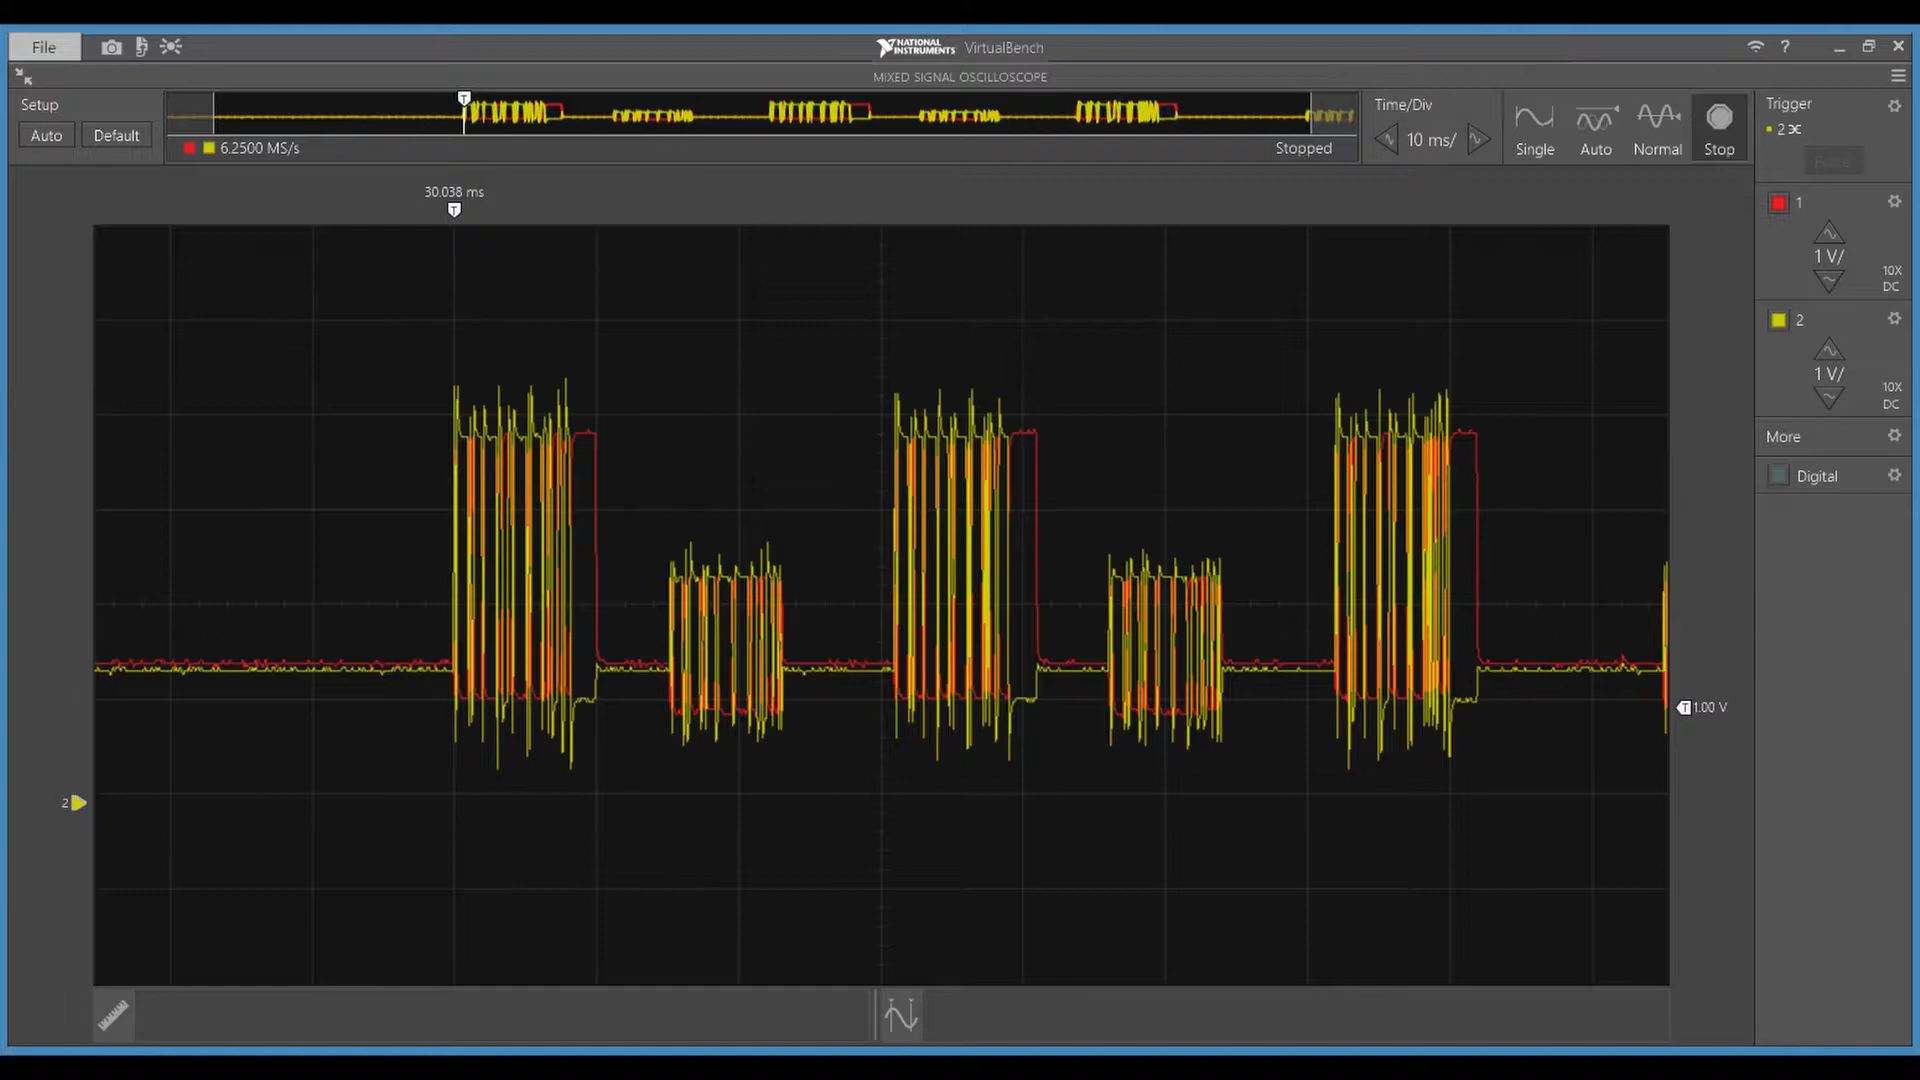 File
NATIONAL INSTRUMENTS VirtualBench
?
MIXED SIGNAL OSCILLOSCOPE
Setup
Auto Default
T
6.2500 MS/s
Stopped
Time/Div
10 ms/
Single Auto Normal Stop
Trigger
2
Force
30.038 ms
T
1
1 V/
10X
DC
2
1 V/
10X
DC
More
Digital
T 1.00 V
2